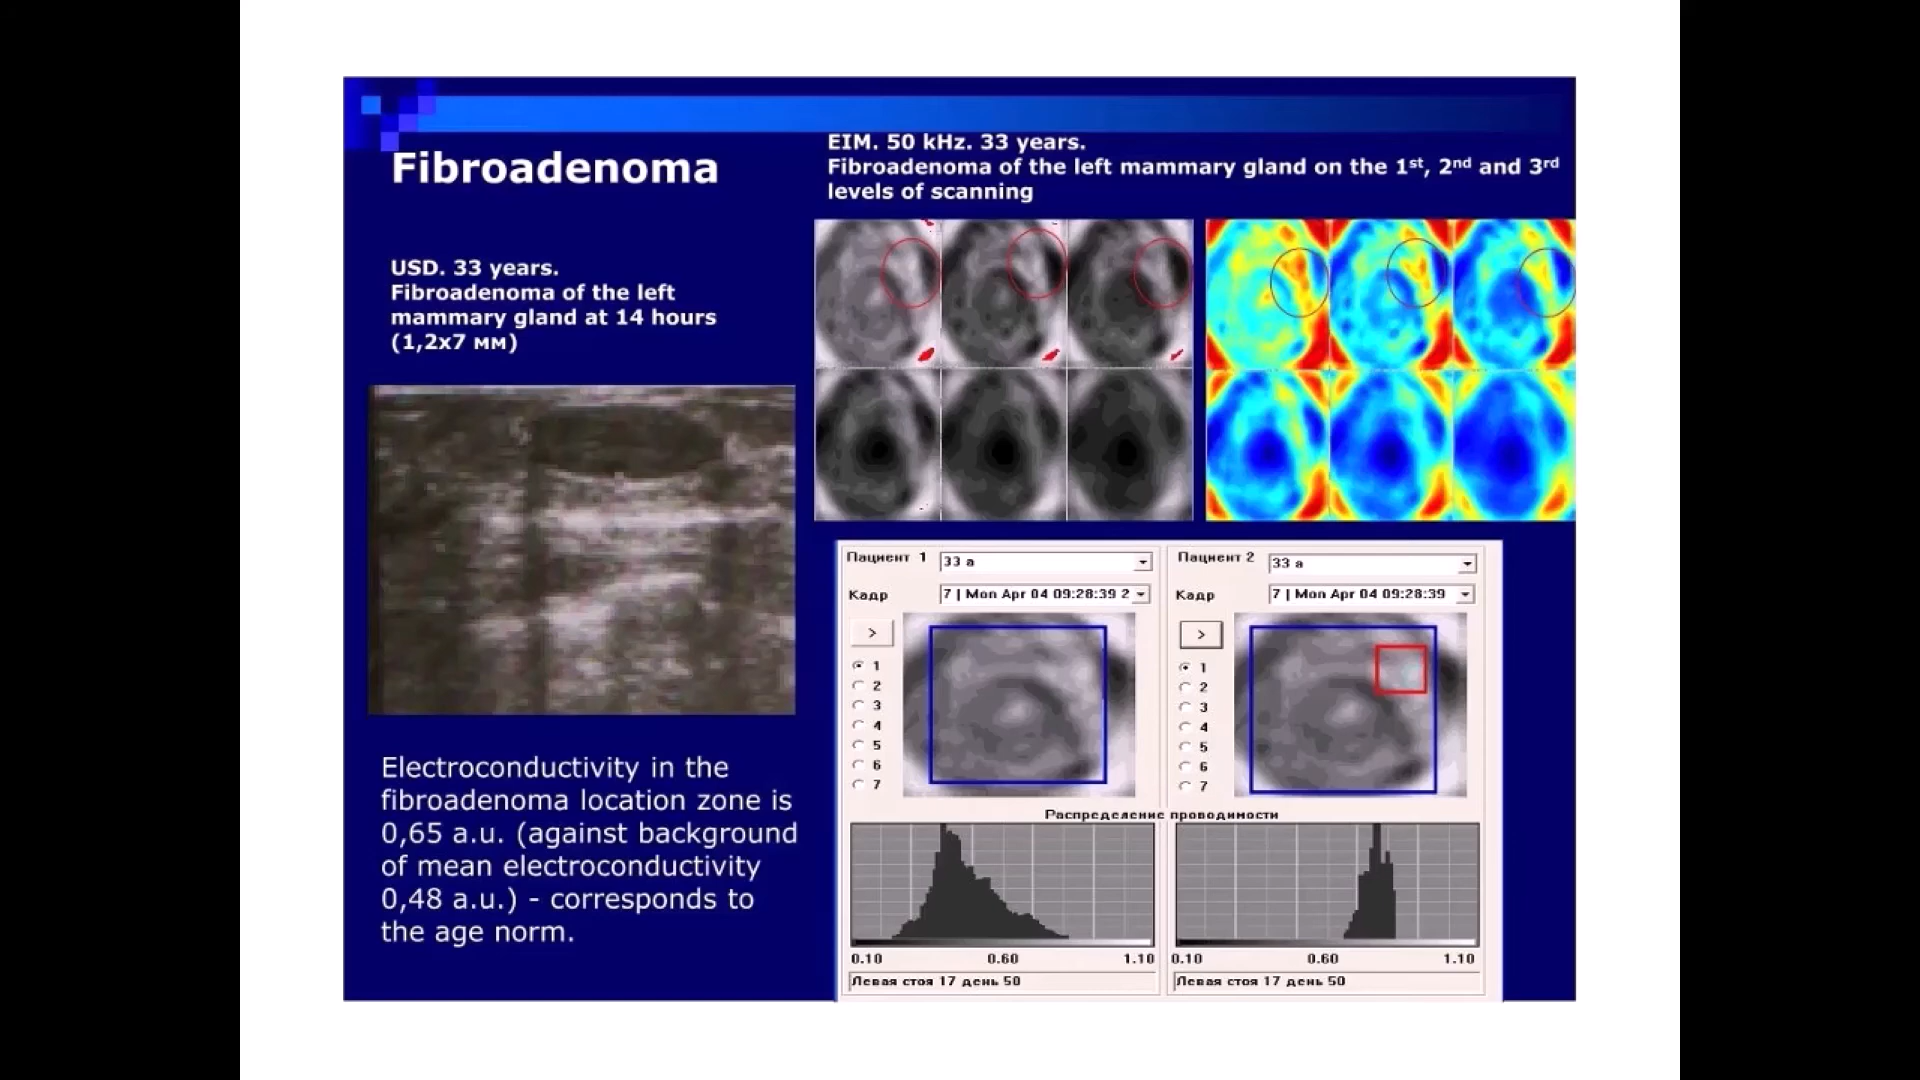 Fibroadenoma
USD. 33 years.
Fibroadenoma of the left
mammary gland at 14 hours
(1,2x7 мм)
Electroconductivity in the
fibroadenoma location zone is
0,65 a.u. (against background
of mean electroconductivity
0,48 a.u.) - corresponds to
the age norm.
EIM. 50 kHz. 33 years.
Fibroadenoma of the left mammary gland on the 1st, 2nd and 3rd
levels of scanning
Пациент 1
33 а
Кадр
7 | Mon Apr 04 09:28:39 2
>
1
2
3
4
5
6
7
Пациент 2
33 а
Кадр
7 | Mon Apr 04 09:28:39
>
1
2
3
4
5
6
7
Распределение проводимости
0.10 0.60 1.10
0.10 0.60 1.10
Левая стоя 17 день 50
Левая стоя 17 день 50